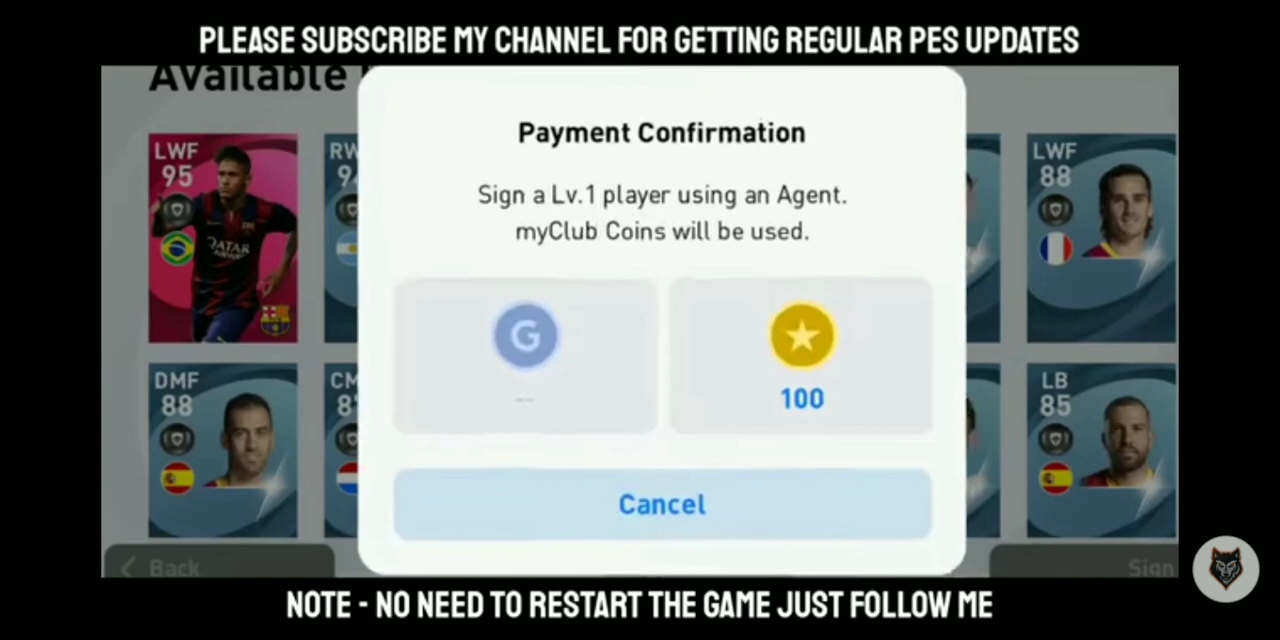 PLEASE SUBSCRIBE MY CHANNEL FOR GETTING REGULAR PES UPDATES
Available
Payment Confirmation
Sign a Lv.1 player using an Agent.
myClub Coins will be used.
LWF
95
RW
LWF
88
QATAR
AIRWAYS
G
--
100
DMF
88
CM
LB
85
Cancel
Back
Sign
NOTE - NO NEED TO RESTART THE GAME JUST FOLLOW ME